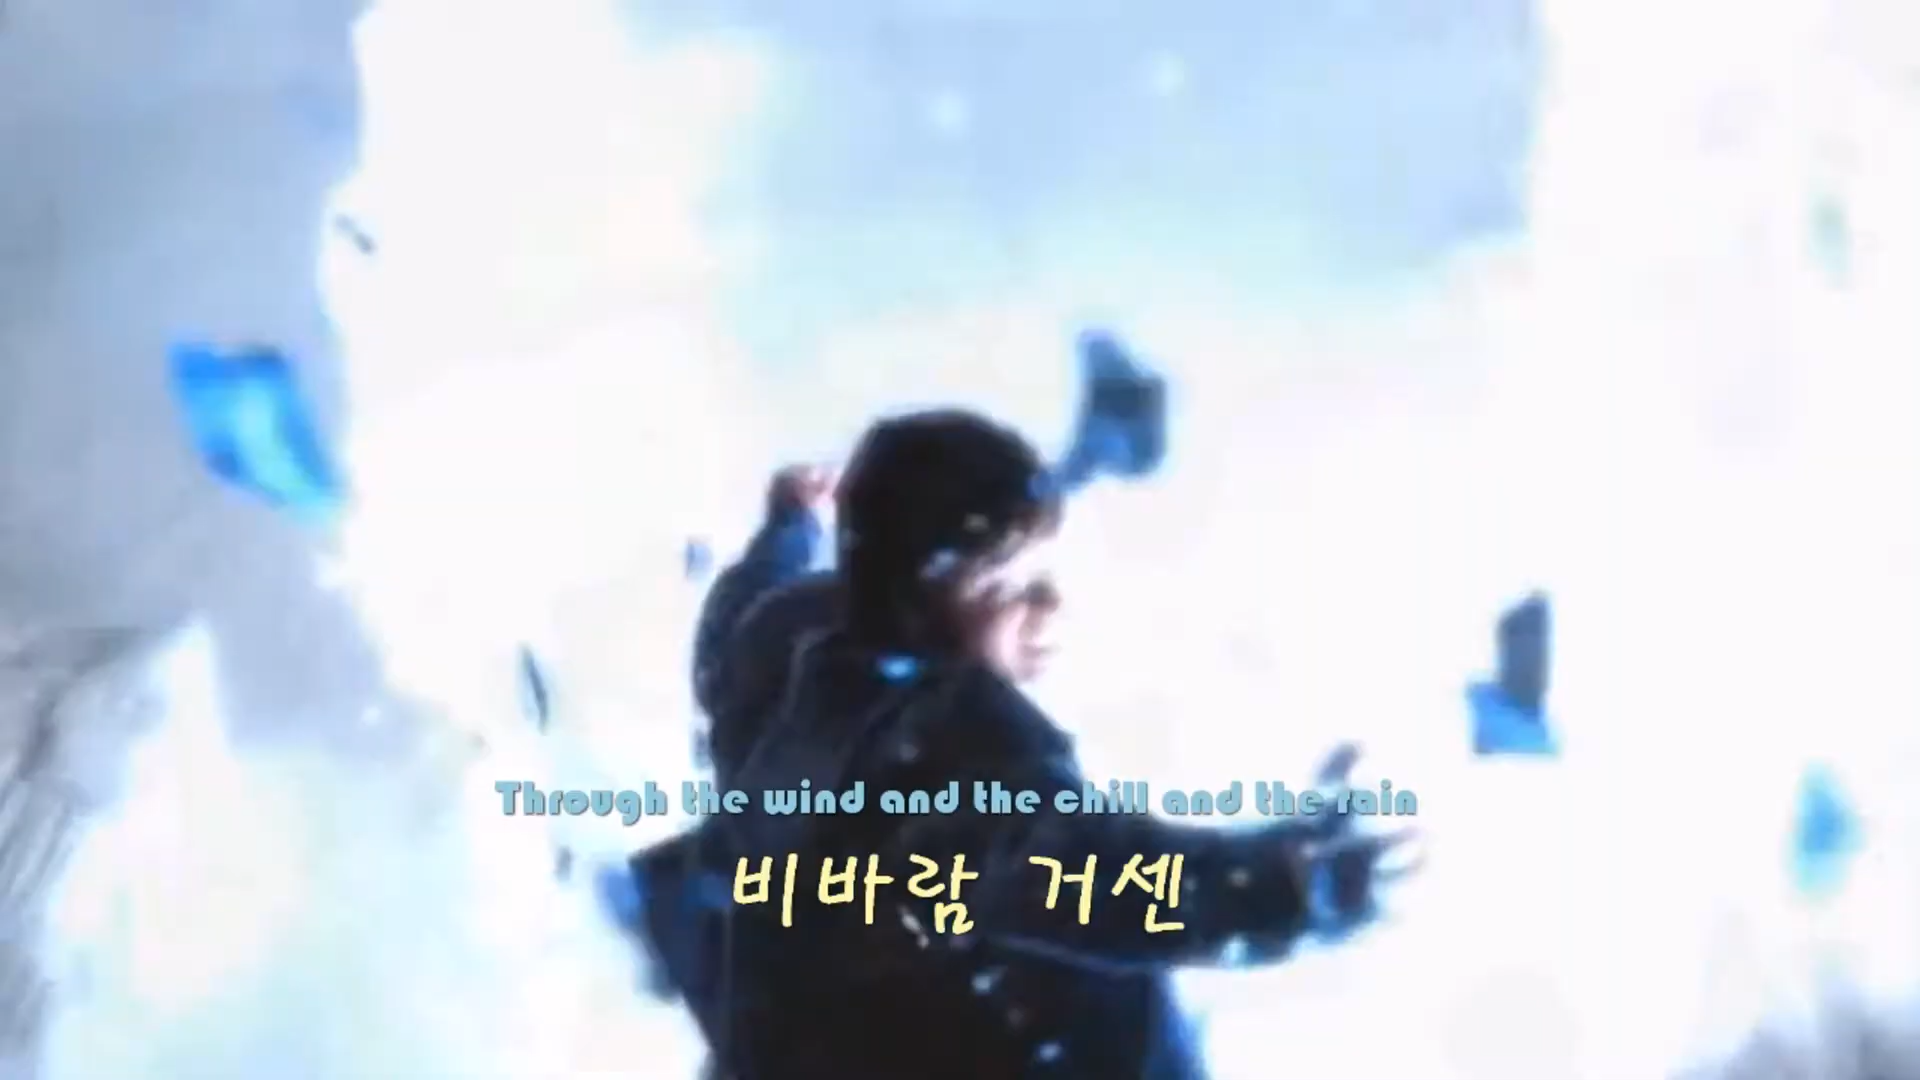 Through the wind and the chill and the rain
비바람 거센